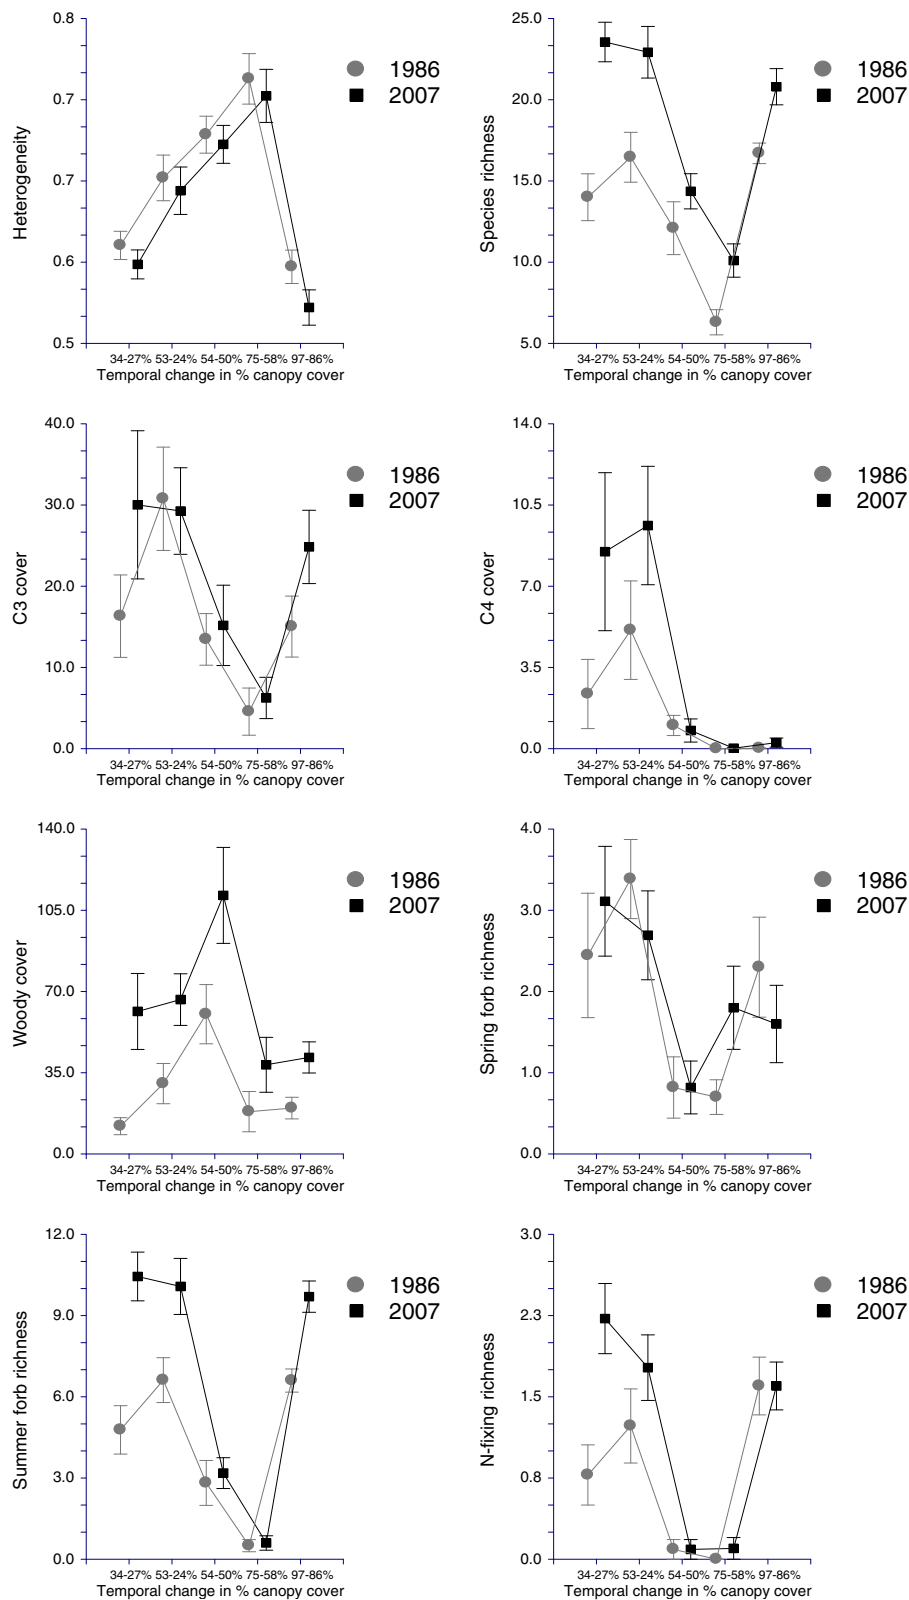 0.8
0.7
0.7
0.6
0.5
Heterogeneity
34-27% 53-24% 54-50% 75-58% 97-86%
Temporal change in % canopy cover
1986
2007
25.0
20.0
15.0
10.0
5.0
Species richness
34-27% 53-24% 54-50% 75-58% 97-86%
Temporal change in % canopy cover
1986
2007
40.0
30.0
20.0
10.0
0.0
C3 cover
34-27% 53-24% 54-50% 75-58% 97-86%
Temporal change in % canopy cover
1986
2007
14.0
10.5
7.0
3.5
0.0
C4 cover
34-27% 53-24% 54-50% 75-58% 97-86%
Temporal change in % canopy cover
1986
2007
140.0
105.0
70.0
35.0
0.0
Woody cover
34-27% 53-24% 54-50% 75-58% 97-86%
Temporal change in % canopy cover
1986
2007
4.0
3.0
2.0
1.0
0.0
Spring forb richness
34-27% 53-24% 54-50% 75-58% 97-86%
Temporal change in % canopy cover
1986
2007
12.0
9.0
6.0
3.0
0.0
Summer forb richness
34-27% 53-24% 54-50% 75-58% 97-86%
Temporal change in % canopy cover
1986
2007
3.0
2.3
1.5
0.8
0.0
N-fixing richness
34-27% 53-24% 54-50% 75-58% 97-86%
Temporal change in % canopy cover
1986
2007